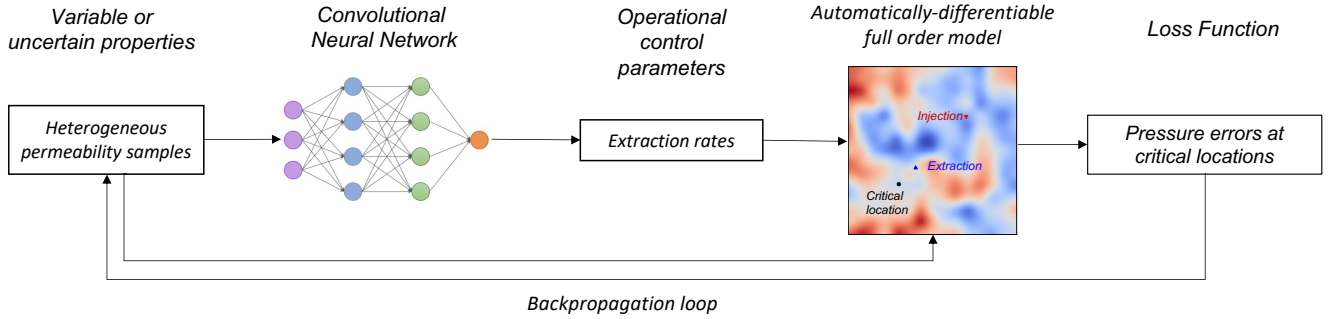 Variable or
uncertain properties
Convolutional
Neural Network
Operational
control
parameters
Automatically-differentiable
full order model
Loss Function
Heterogeneous
permeability samples
Extraction rates
Injection
Extraction
Critical
location
Pressure errors at
critical locations
Backpropagation loop